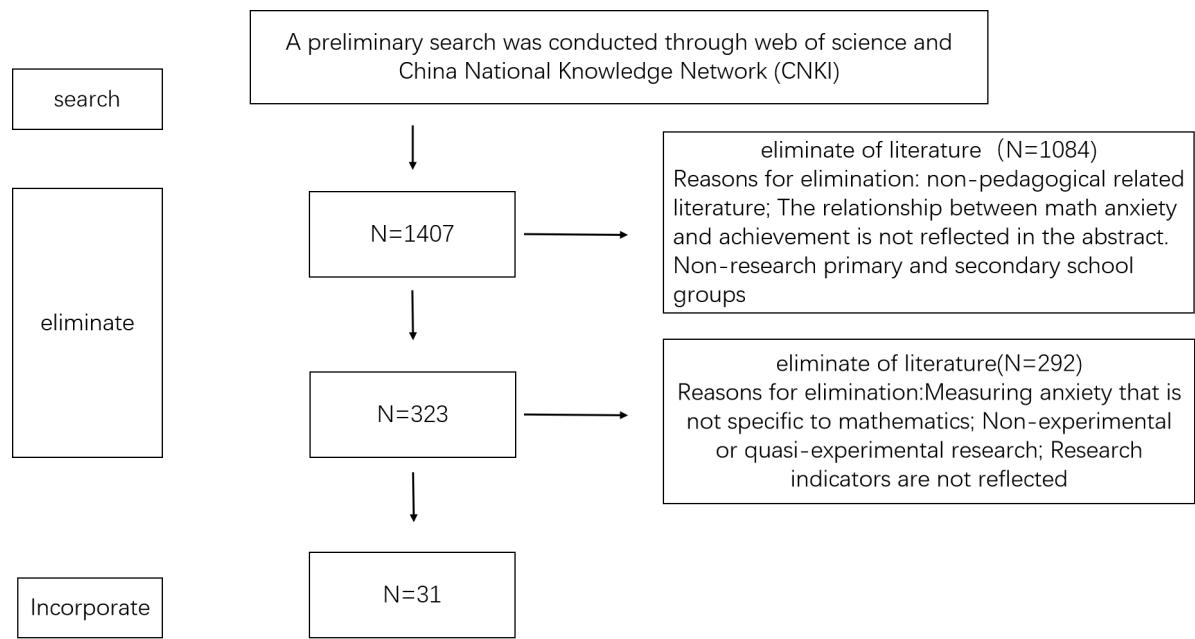 A preliminary search was conducted through web of science and
China National Knowledge Network (CNKI)
search
eliminate of literature （N=1084)
Reasons for elimination: non-pedagogical related
literature; The relationship between math anxiety
and achievement is not reflected in the abstract.
Non-research primary and secondary school
groups
N=1407
eliminate
eliminate of literature(N=292)
Reasons for elimination:Measuring anxiety that is
not specific to mathematics; Non-experimental
or quasi-experimental research; Research
indicators are not reflected
N=323
N=31
Incorporate